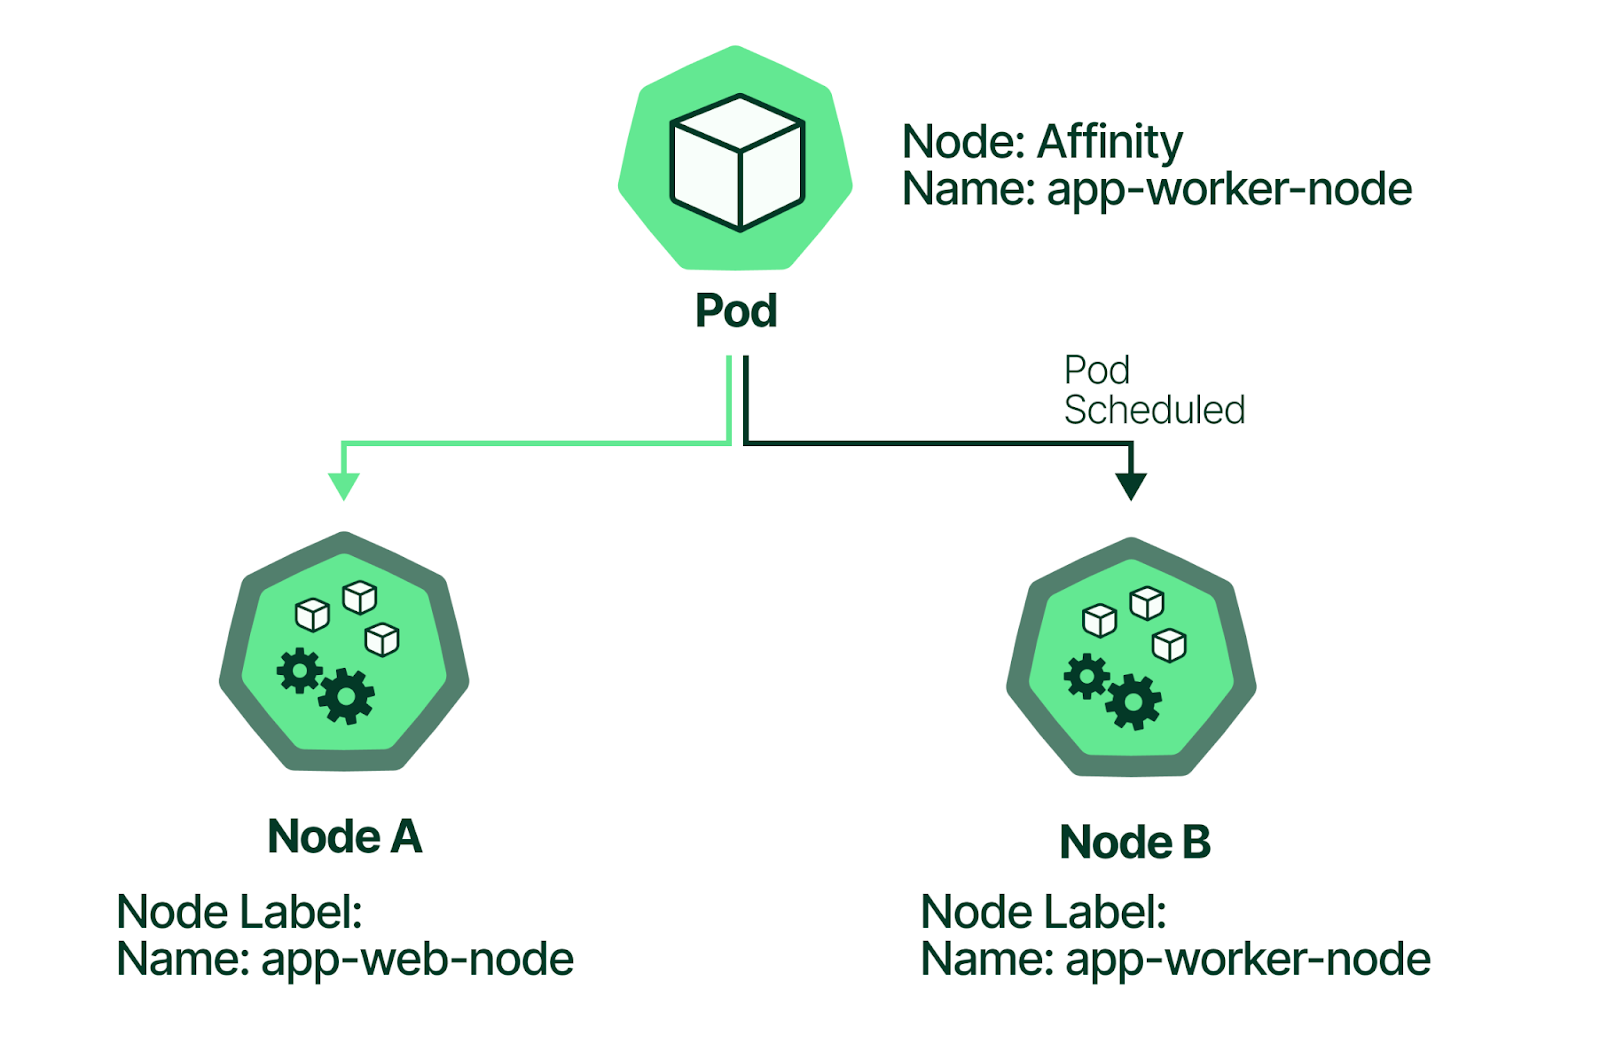 Node: Affinity
Name: app-worker-node
Pod
Pod
Scheduled
Node A
Node Label:
Name: app-web-node
Node B
Node Label:
Name: app-worker-node